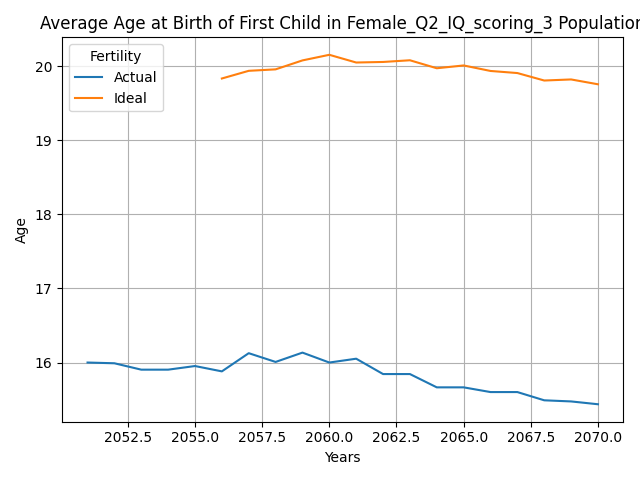 Average Age at Birth of First Child in Female_Q2_IQ_scoring_3 Population
Fertility
Actual
Ideal
20
19
18
17
16
Age
2052.5 2055.0 2057.5 2060.0 2062.5 2065.0 2067.5 2070.0
Years